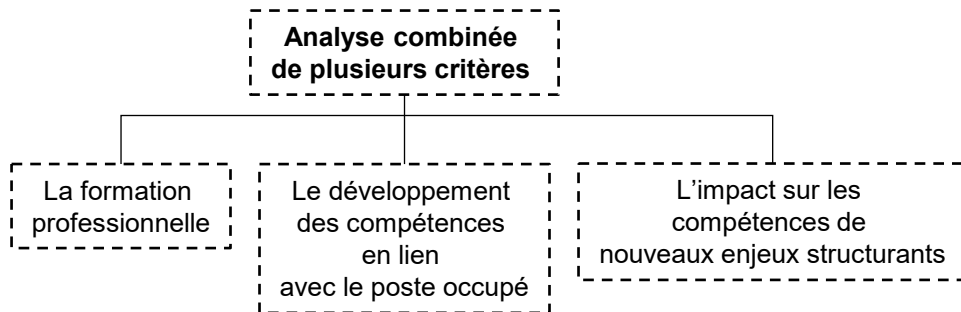 Analyse combinée
de plusieurs critères
La formation
professionnelle
Le développement
des compétences
en lien
avec le poste occupé
L’impact sur les
compétences de
nouveaux enjeux structurants